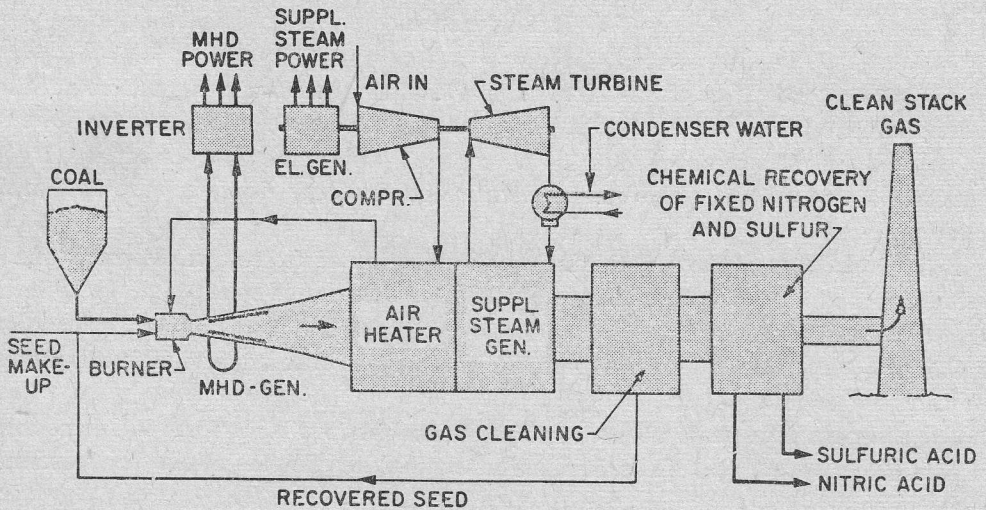 MHD
POWER
SUPPL.
STEAM
POWER
AIR IN
STEAM TURBINE
CLEAN STACK
GAS
INVERTER
CONDENSER WATER
EL.GEN.
COAL
COMPR.
CHEMICAL RECOVERY
OF FIXED NITROGEN
AND SULFUR
AIR
HEATER
SUPPL.
STEAM
GEN.
SEED
MAKE-
UP
BURNER
MHD-GEN.
GAS CLEANING
SULFURIC ACID
NITRIC ACID
RECOVERED SEED